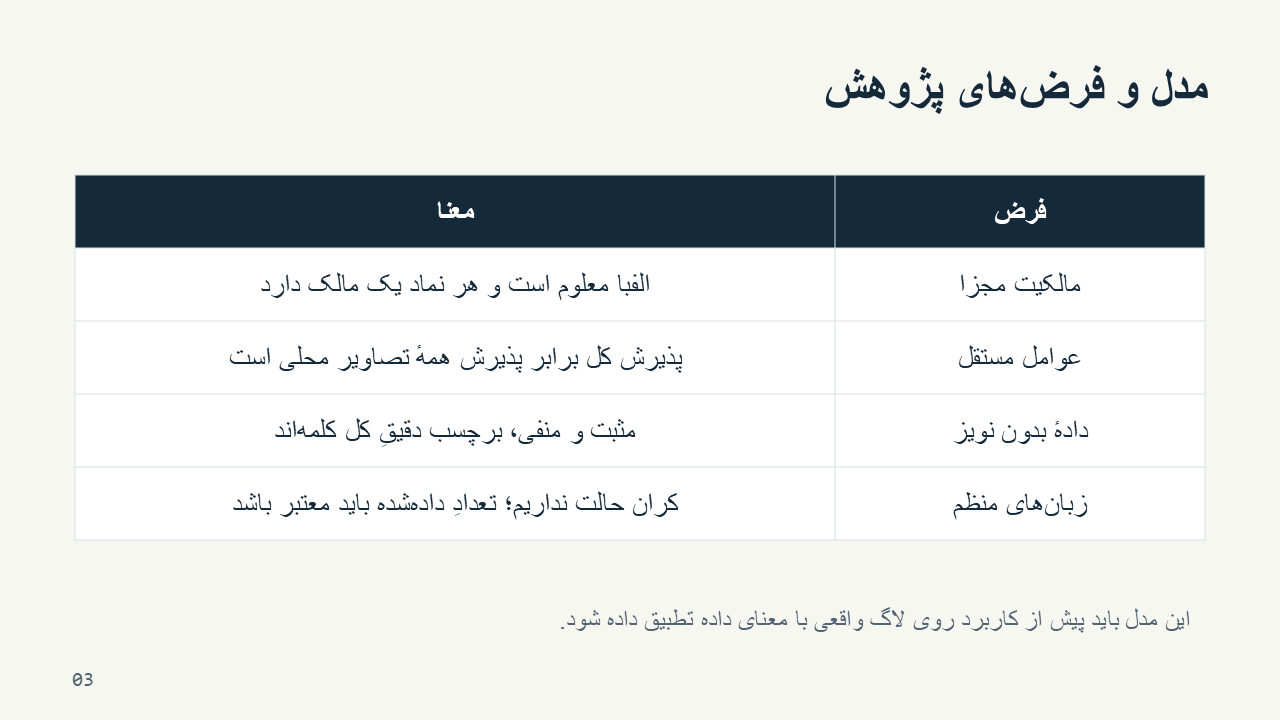 مدل و فرض‌های پژوهش
فرض	معنا
مالکیت مجزا	الفبا معلوم است و هر نماد یک مالک دارد
عوامل مستقل	پذیرش کل برابر پذیرش همهٔ تصاویر محلی است
دادهٔ بدون نویز	مثبت و منفی، برچسب دقیقِ کل کلمه‌اند
زبان‌های منظم	کران حالت نداریم؛ تعدادِ داده‌شده باید معتبر باشد
این مدل باید پیش از کاربرد روی لاگ واقعی با معنای داده تطبیق داده شود.
03